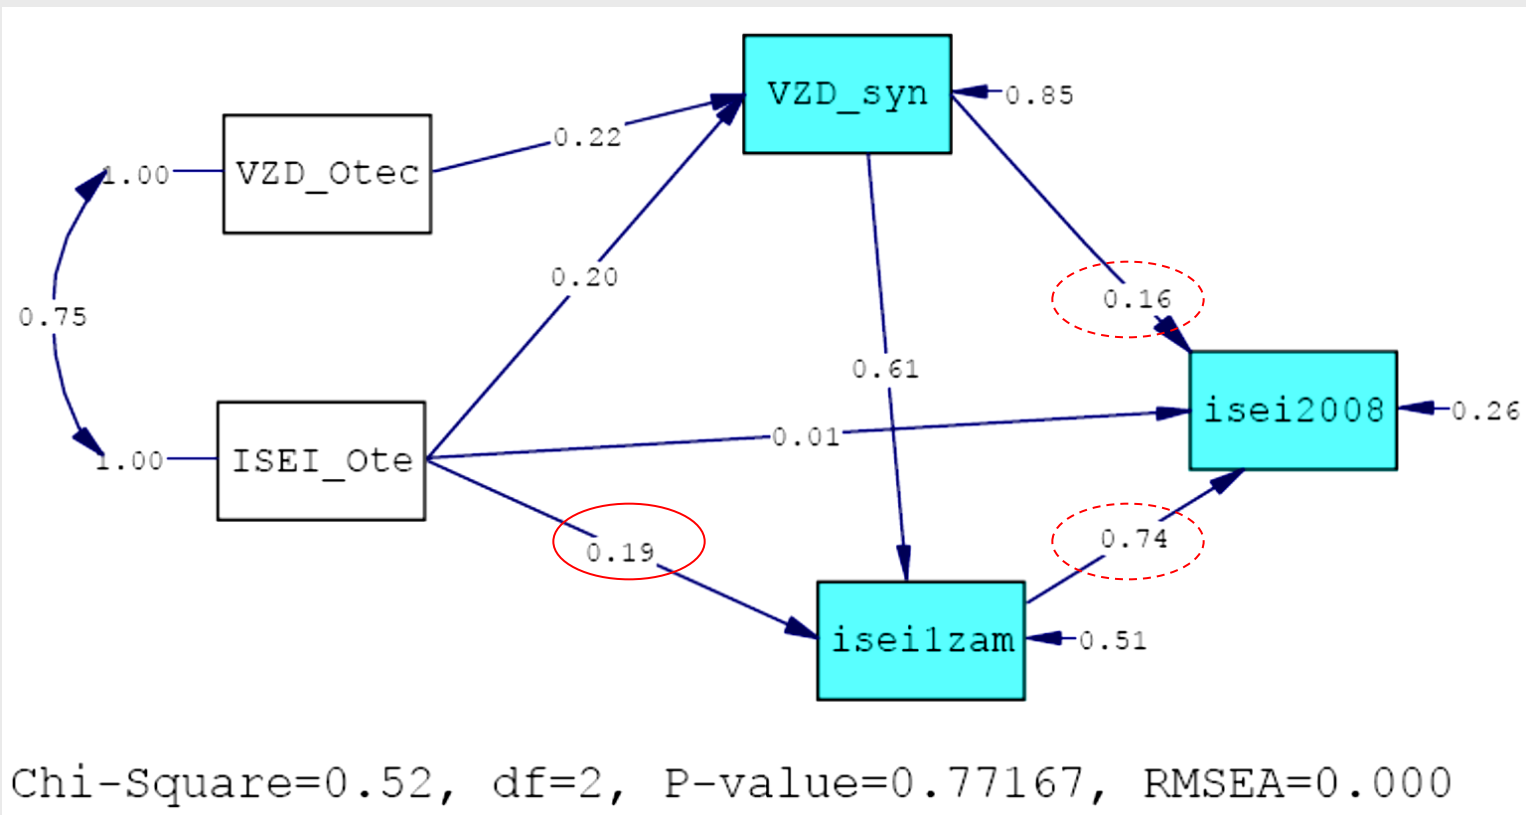 VZD_syn
0.85
0.22
1.00
VZD_Otec
0.20
0.16
0.75
0.61
isei2008
0.26
0.01
1.00
ISEI_Ote
0.19
0.74
isei1zam
0.51
Chi-Square=0.52, df=2, P-value=0.77167, RMSEA=0.000